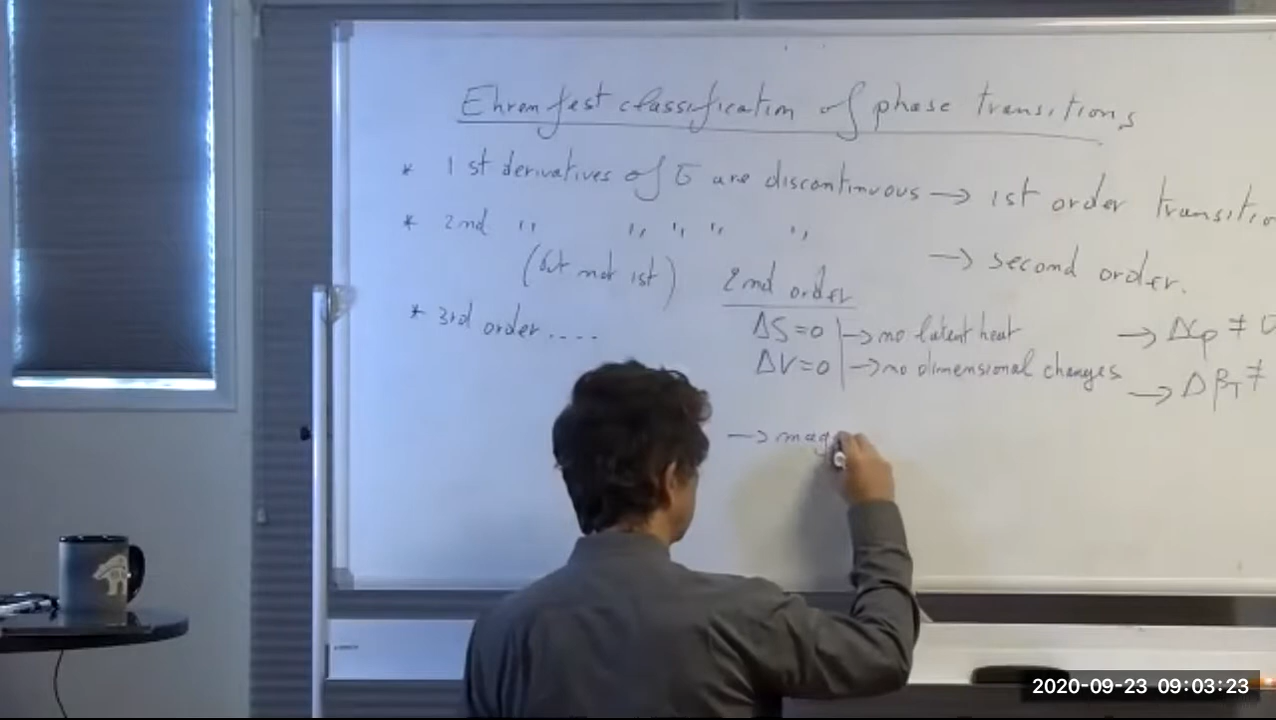 Ehrenfest classification of phase transitions
* 1st derivatives of G are discontinuous → 1st order transitio
* 2nd " " " " "
(but not 1st) → second order.
* 3rd order....
2nd order
ΔS=0 → no latent heat → ΔCp ≠ 0
ΔV=0 → no dimensional changes → Δβ_T ≠
→ mag
2020-09-23 09:03:23